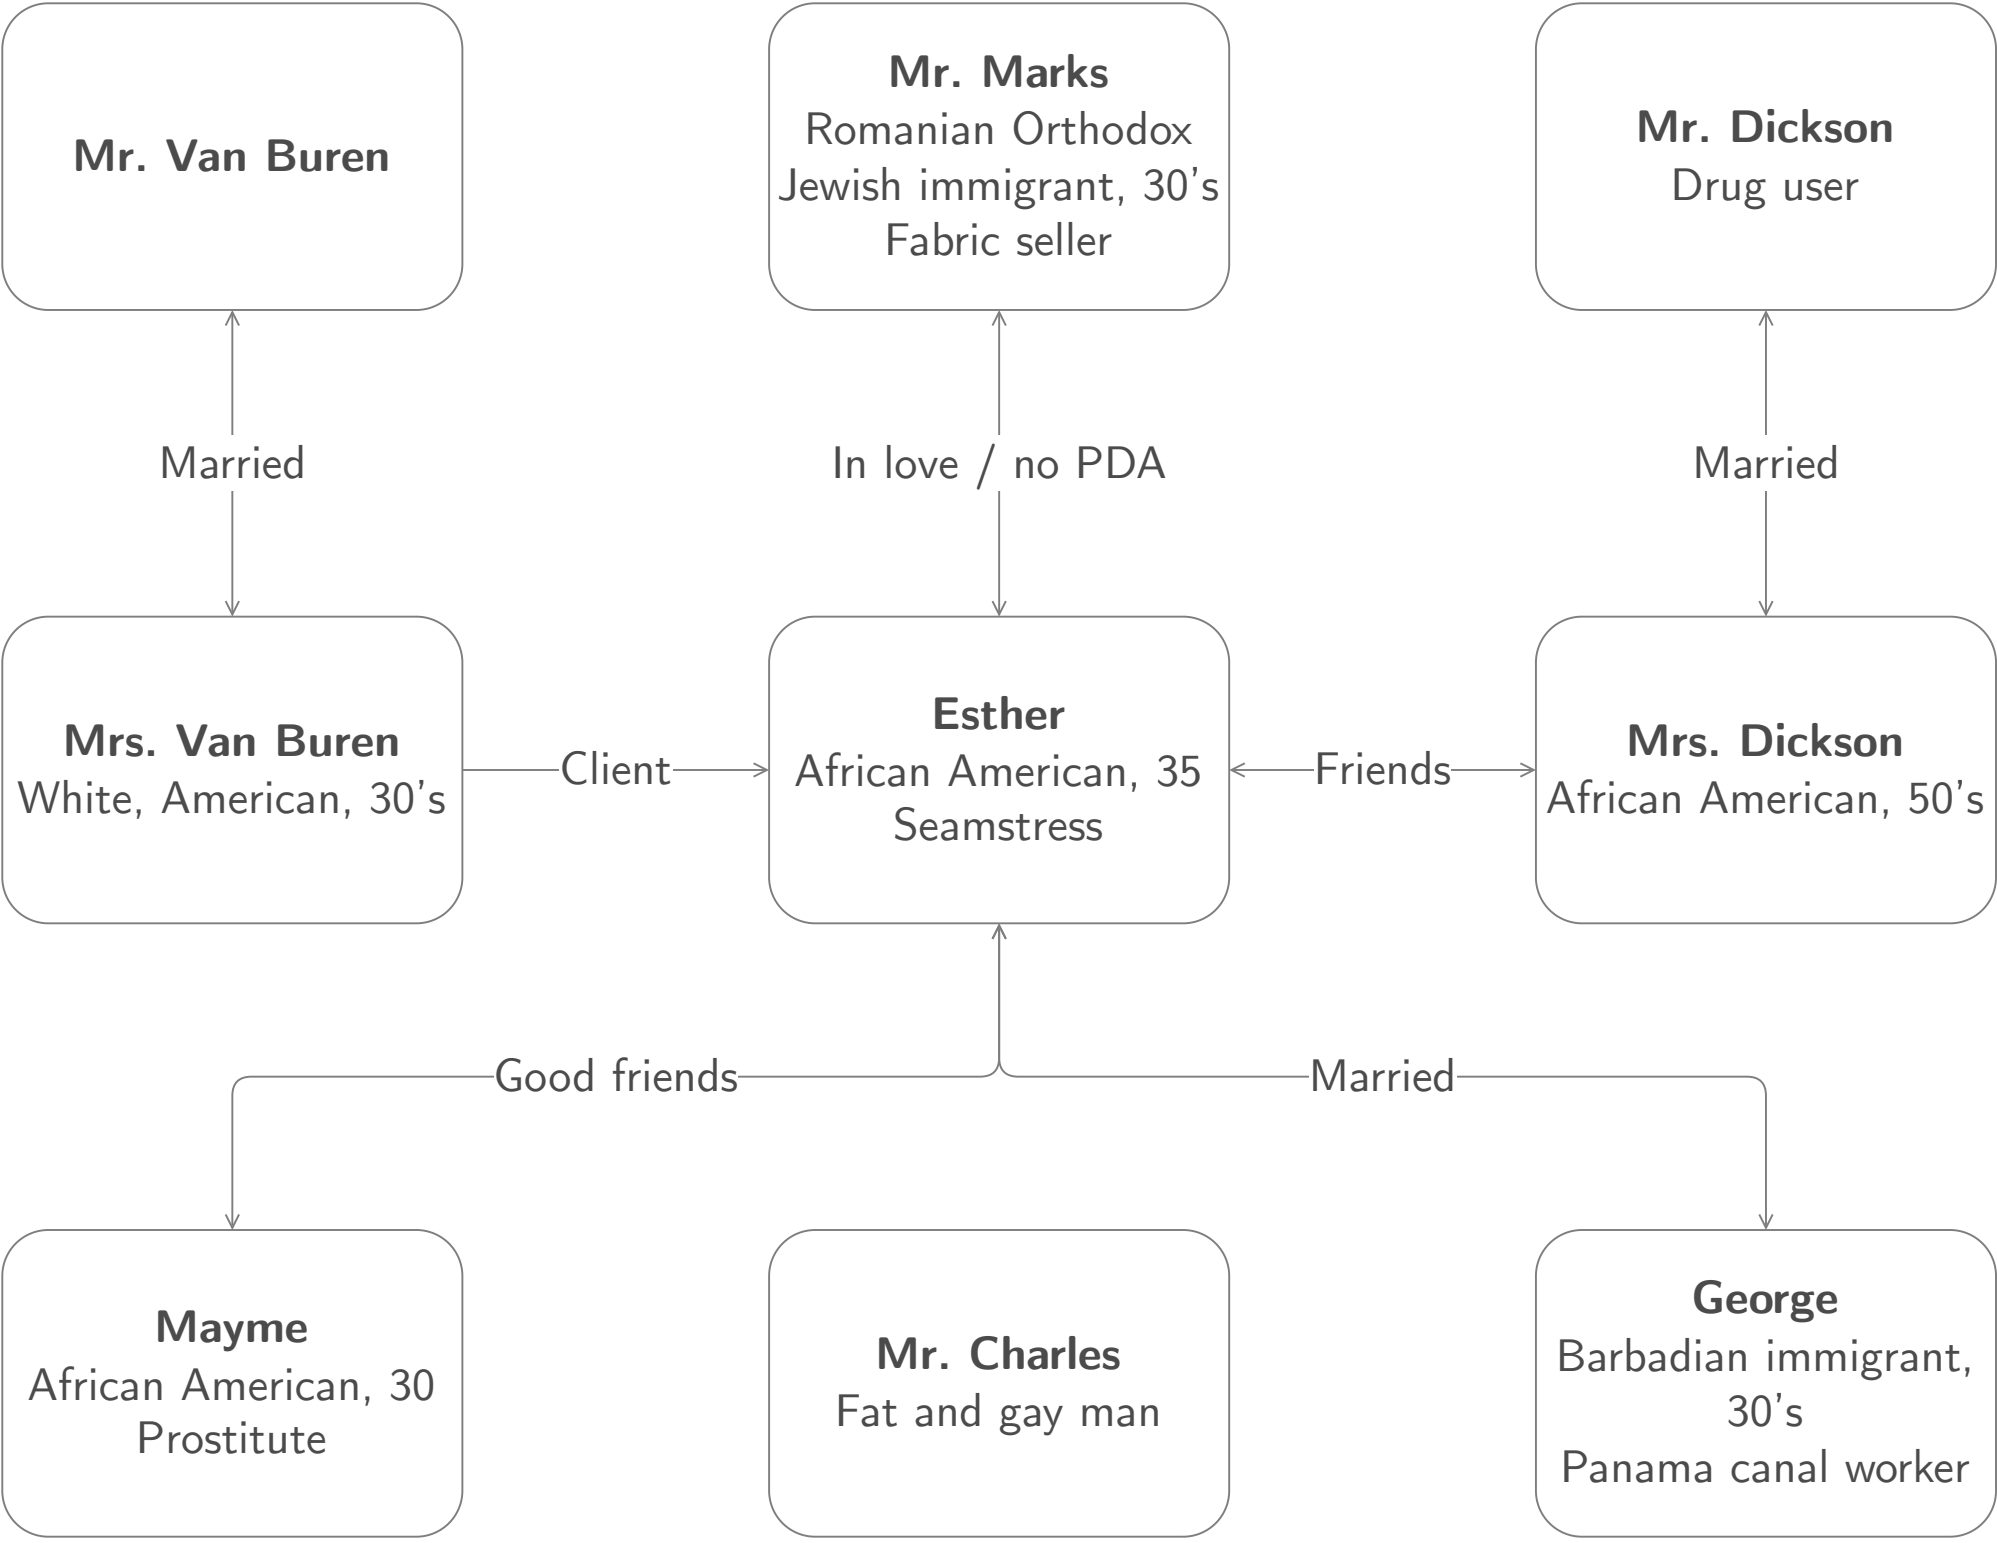 Mr. Van Buren
Mr. Marks
Romanian Orthodox
Jewish immigrant, 30's
Fabric seller
Mr. Dickson
Drug user
Married
In love / no PDA
Married
Mrs. Van Buren
White, American, 30's
Client
Esther
African American, 35
Seamstress
Friends
Mrs. Dickson
African American, 50's
Good friends
Married
Mayme
African American, 30
Prostitute
Mr. Charles
Fat and gay man
George
Barbadian immigrant,
30's
Panama canal worker